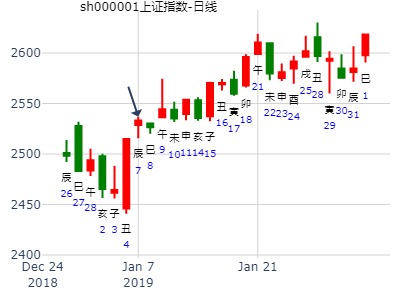 sh000001上证指数-日线
2600
2550
2500
2450
2400
辰
26
巳
27
午
28
亥
2
子
3
丑
4
辰
7
巳
8
午
9
未
10
申
11
亥
14
子
15
丑
16
寅
17
卯
18
午
21
未
22
申
23
酉
24
戌
25
丑
28
寅
29
卯
30
辰
31
巳
1
Dec 24
2018
Jan 7
2019
Jan 21